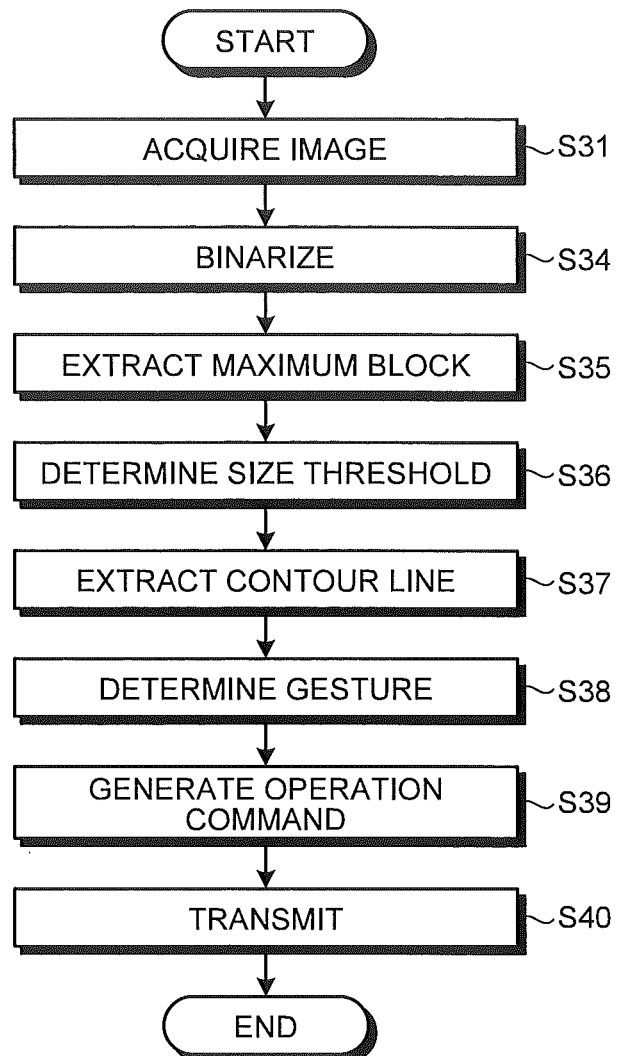 START
ACQUIRE IMAGE
S31
BINARIZE
S34
EXTRACT MAXIMUM BLOCK
S35
DETERMINE SIZE THRESHOLD
S36
EXTRACT CONTOUR LINE
S37
DETERMINE GESTURE
S38
GENERATE OPERATION
COMMAND
S39
TRANSMIT
S40
END